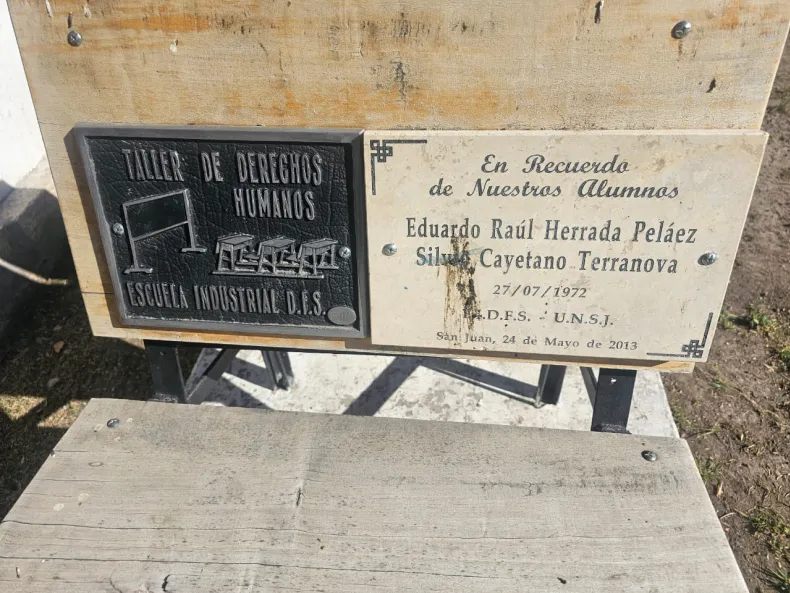 TALLER DE DERECHOS
HUMANOS
ESCUELA INDUSTRIAL D.F.S.
En Recuerdo
de Nuestros Alumnos
Eduardo Raúl Herrada Peláez
Silvio Cayetano Terranova
27/07/1972
D.F.S. - U.N.S.J.
San Juan, 24 de Mayo de 2013